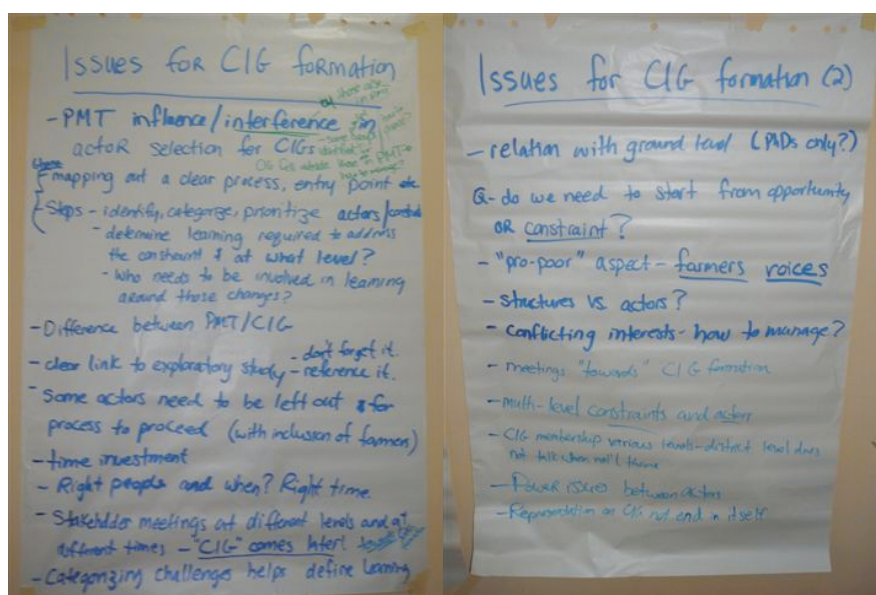 Issues for CIG formation
- PMT influence/interference in
actor selection for CIGs
mapping out a clear process, entry point etc
Steps - identify, categorize, prioritize actors/
- determine learning required to address
the constraint & at what level?
- Who needs to be involved in learning
around those changes?
- Difference between PMT/CIG
- clear link to exploratory study - don't forget it.
- reference it.
- Some actors need to be left out for
process to proceed (with inclusion of farmers)
- time investment
- Right people and when? Right time.
- Stakeholder meetings at different levels and at
different times - "CIG" comes later!
- Categorizing challenges helps define learning
Issues for CIG formation (2)
- relation with ground level (PADs only?)
Q - do we need to start from opportunity
OR constraint?
- "pro-poor" aspect - farmers voices
- Structures vs actors?
- Conflicting interests - how to manage?
- meetings "towards" CIG formation
- multi-level constraints and actors
- CIG membership various levels - district level does
not talk when nat'l there
- Power issues between actors
- Representation on CIG not end in itself